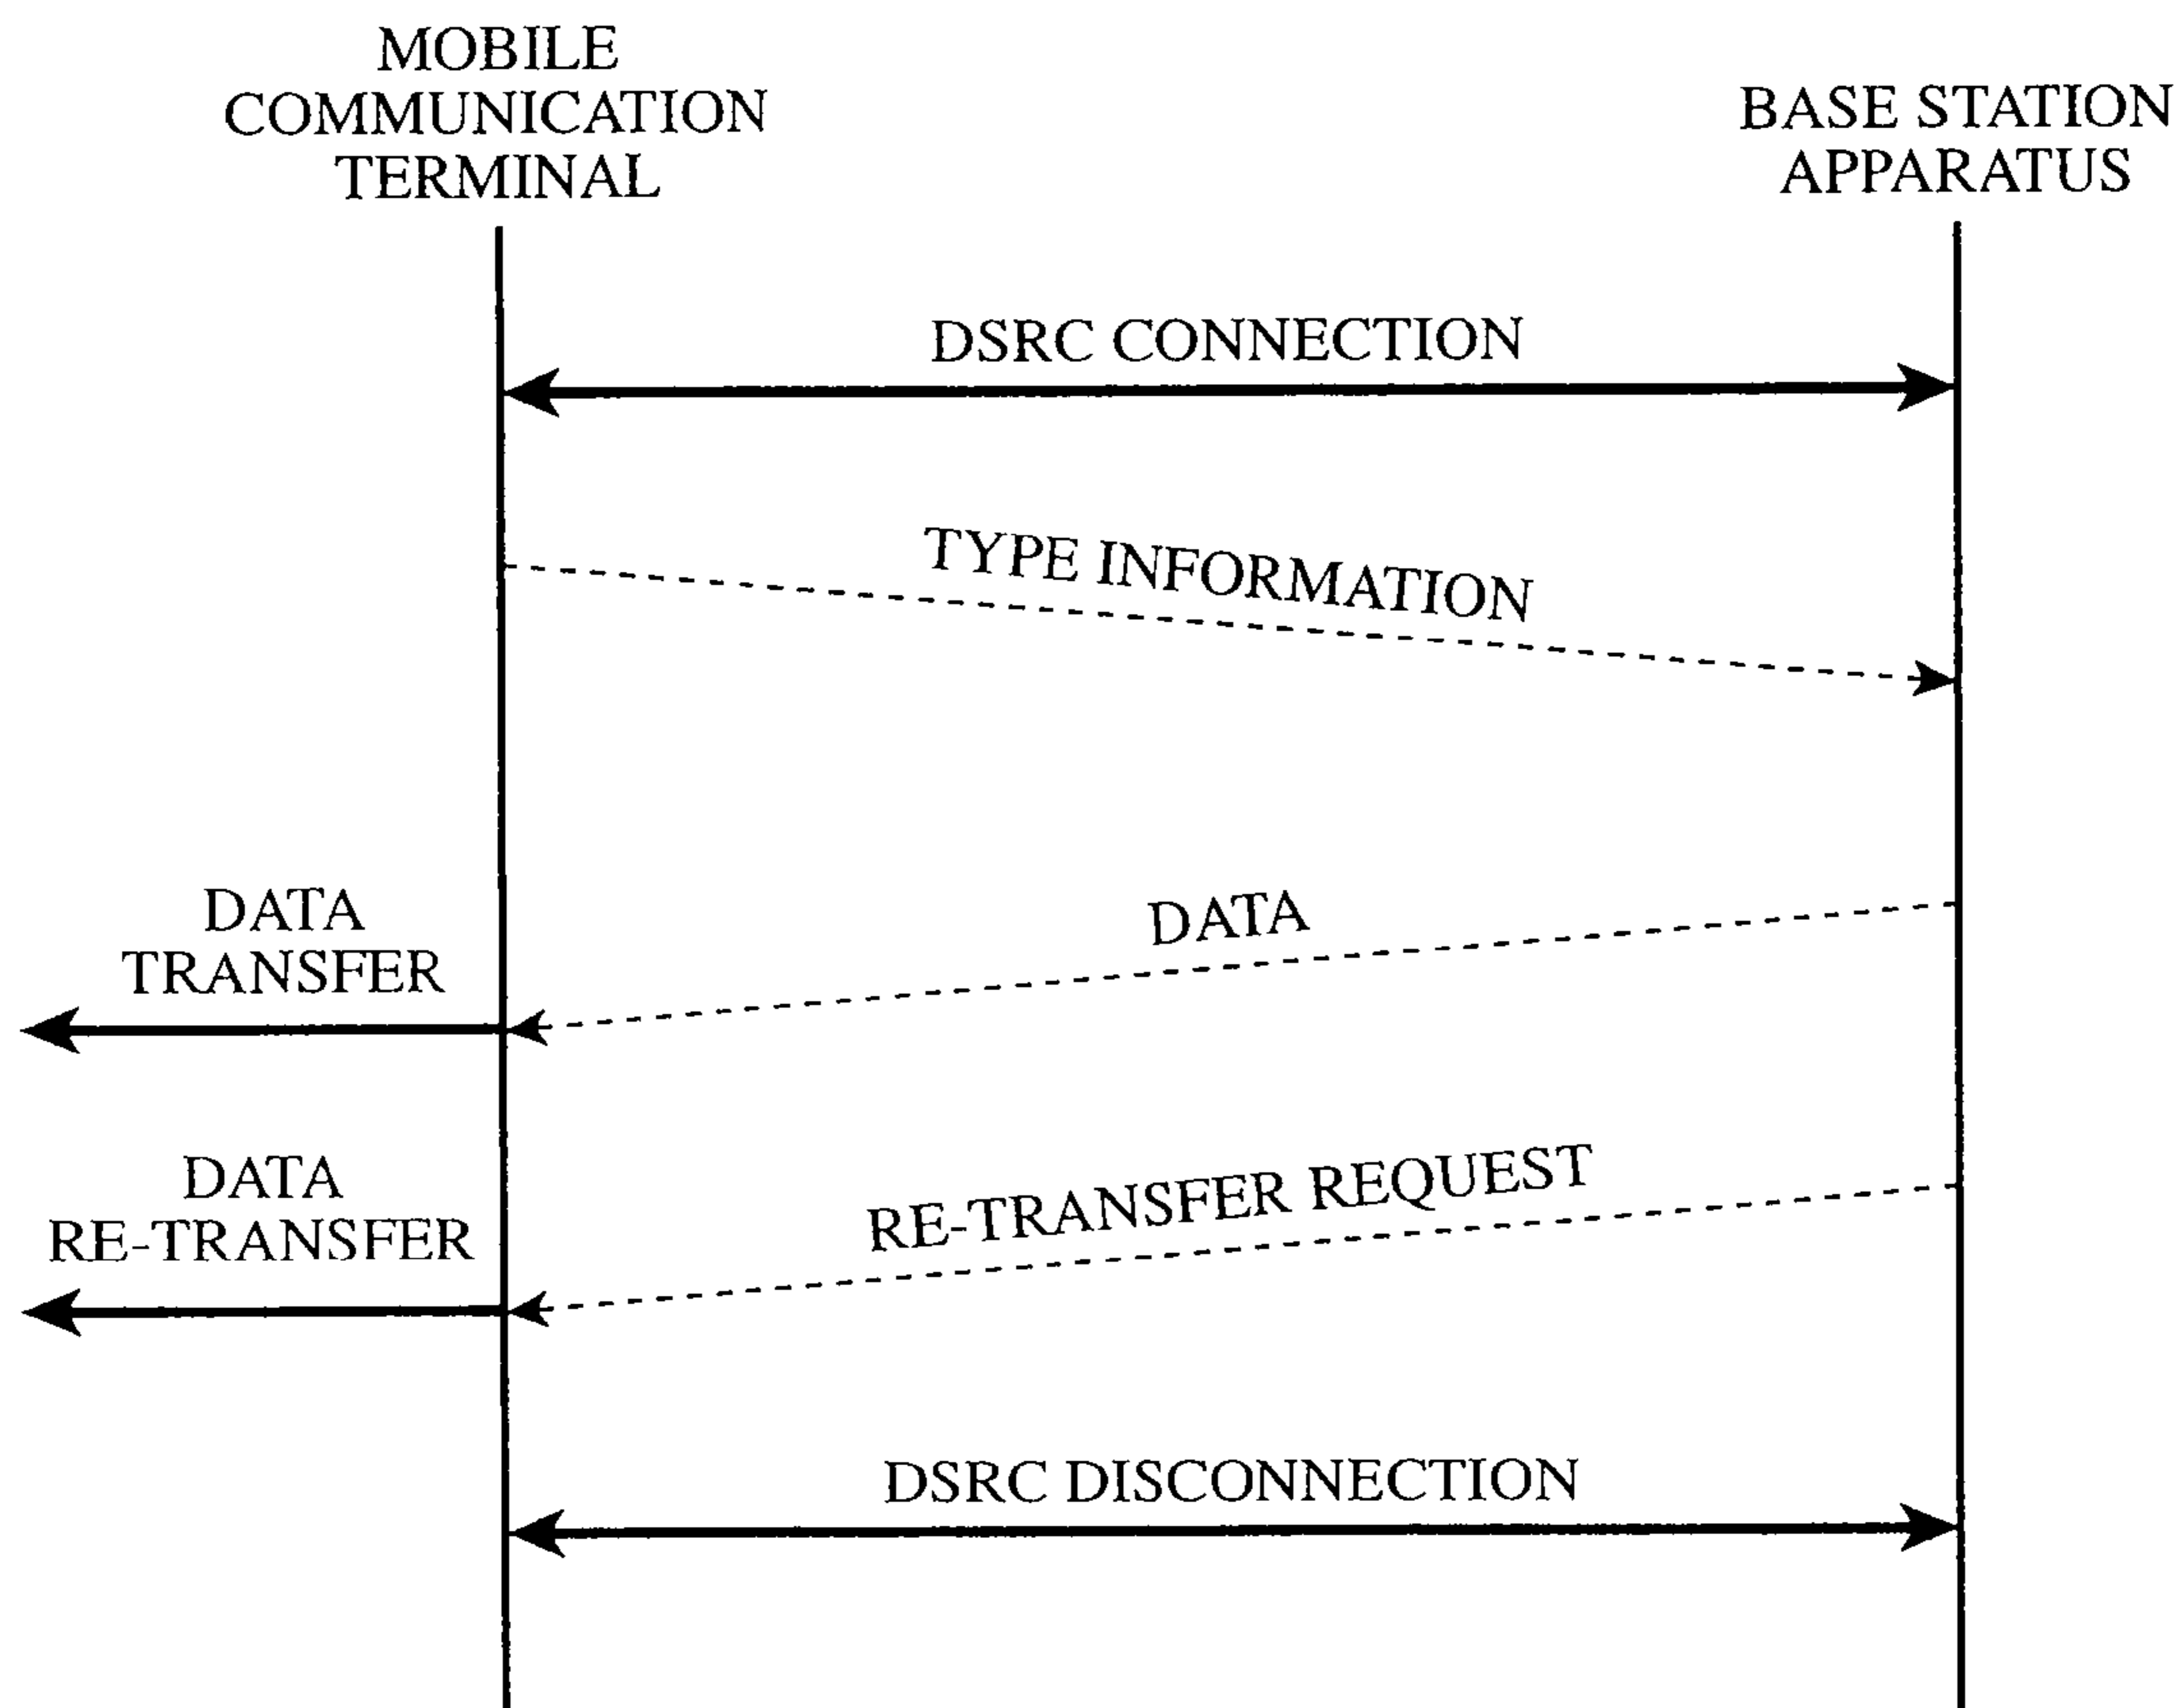 MOBILE
COMMUNICATION
TERMINAL
BASE STATION
APPARATUS
DSRC CONNECTION
TYPE INFORMATION
DATA
TRANSFER
DATA
DATA
RE-TRANSFER
RE-TRANSFER REQUEST
DSRC DISCONNECTION